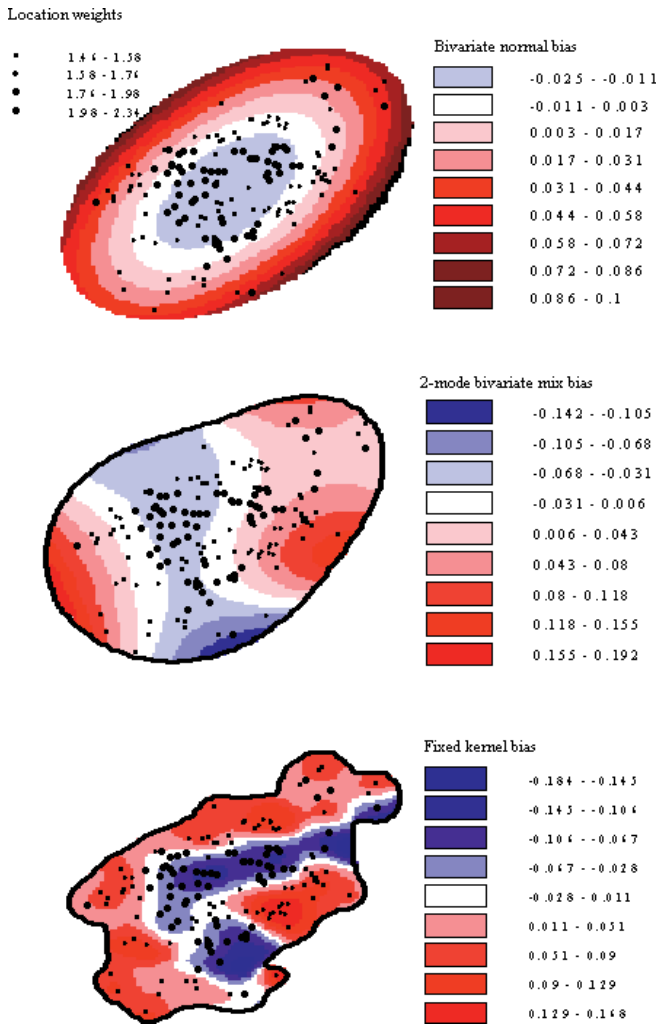 Location weights
1.46 - 1.58
1.58 - 1.76
1.76 - 1.98
1.98 - 2.34
Bivariate normal bias
-0.025 - -0.011
-0.011 - 0.003
0.003 - 0.017
0.017 - 0.031
0.031 - 0.044
0.044 - 0.058
0.058 - 0.072
0.072 - 0.086
0.086 - 0.1
2-mode bivariate mix bias
-0.142 - -0.105
-0.105 - -0.068
-0.068 - -0.031
-0.031 - 0.006
0.006 - 0.043
0.043 - 0.08
0.08 - 0.118
0.118 - 0.155
0.155 - 0.192
Fixed kernel bias
-0.184 - -0.145
-0.145 - -0.106
-0.106 - -0.067
-0.067 - -0.028
-0.028 - 0.011
0.011 - 0.051
0.051 - 0.09
0.09 - 0.129
0.129 - 0.168